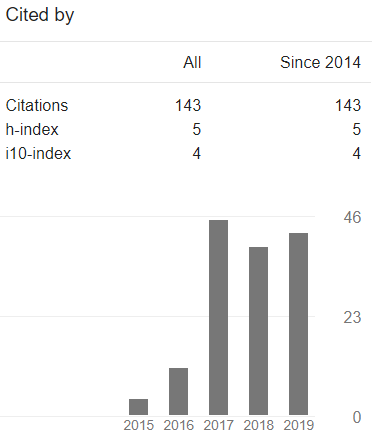 Cited by
All Since 2014
Citations 143 143
h-index 5 5
i10-index 4 4
46
23
0
2015 2016 2017 2018 2019